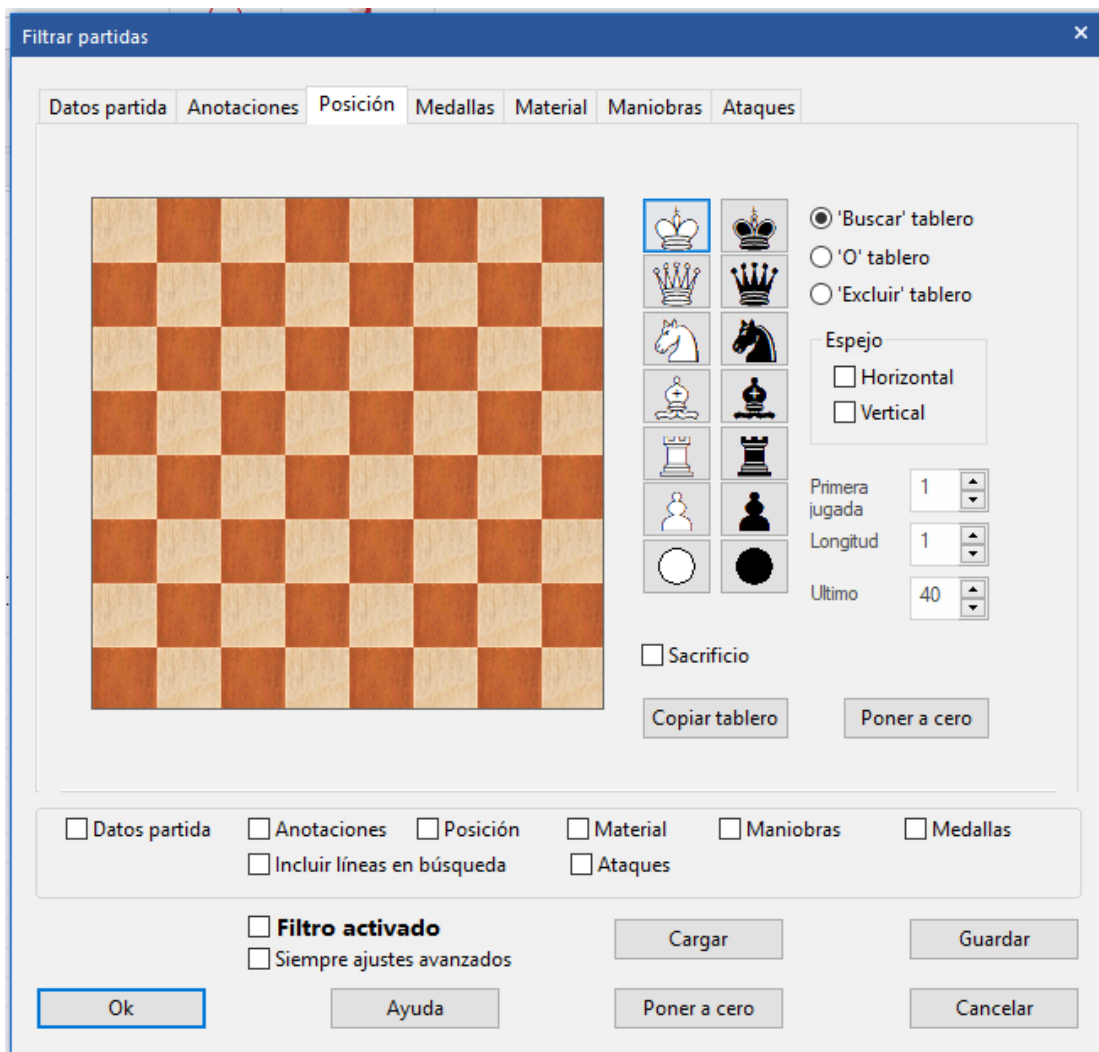 Filtrar partidas
Datos partida Anotaciones Posición Medallas Material Maniobras Ataques
'Buscar' tablero
'O' tablero
'Excluir' tablero
Espejo
Horizontal
Vertical
Primera
jugada
1
Longitud
1
Ultimo
40
Sacrificio
Copiar tablero Poner a cero
Datos partida Anotaciones Posición Material Maniobras Medallas
Incluir líneas en búsqueda Ataques
Filtro activado
Siempre ajustes avanzados
Cargar Guardar
Ok Ayuda Poner a cero Cancelar